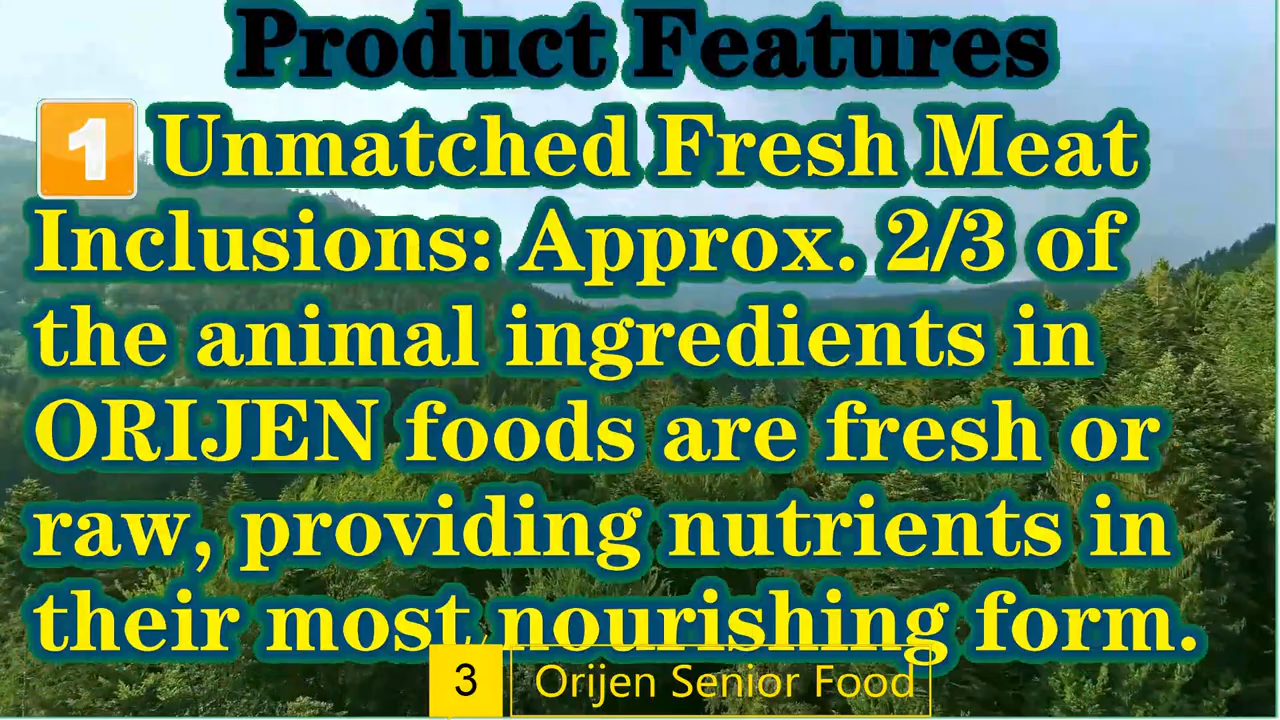 Product Features
1 Unmatched Fresh Meat
Inclusions: Approx. 2/3 of
the animal ingredients in
ORIJEN foods are fresh or
raw, providing nutrients in
their most nourishing form.
3 Orijen Senior Food